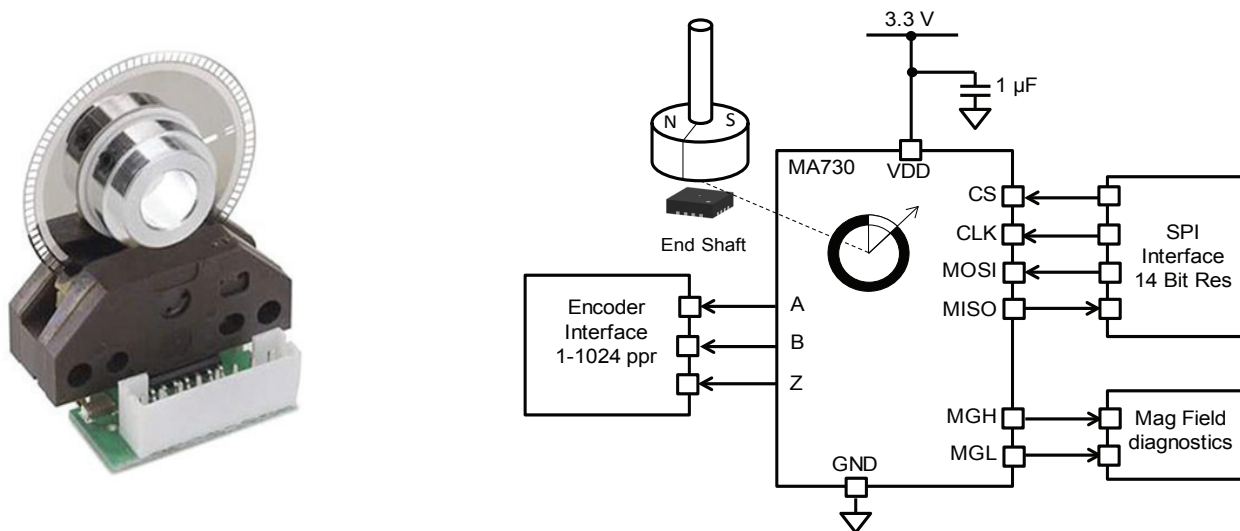 3.3 V
1 µF
N S
MA730
VDD
End Shaft
CS
CLK
MOSI
MISO
SPI
Interface
14 Bit Res
Encoder
Interface
1-1024 ppr
A
B
Z
MGH
MGL
Mag Field
diagnostics
GND